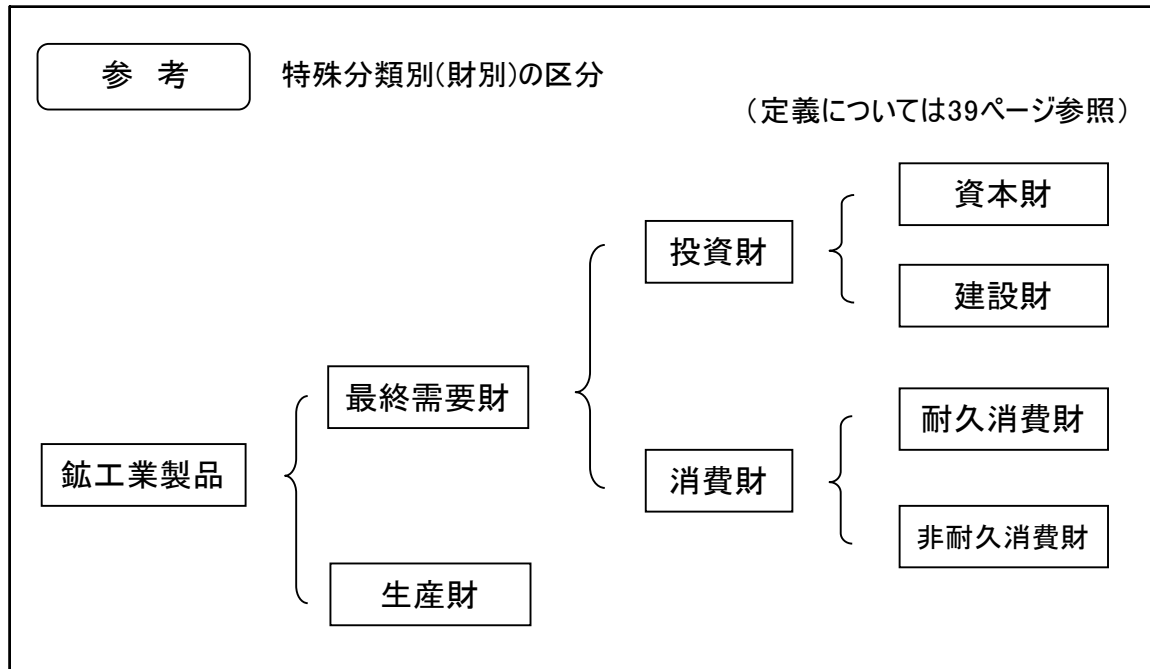 参 考
特殊分類別(財別)の区分
（定義については39ページ参照）
資本財
投資財
建設財
最終需要財
耐久消費財
鉱工業製品
消費財
非耐久消費財
生産財